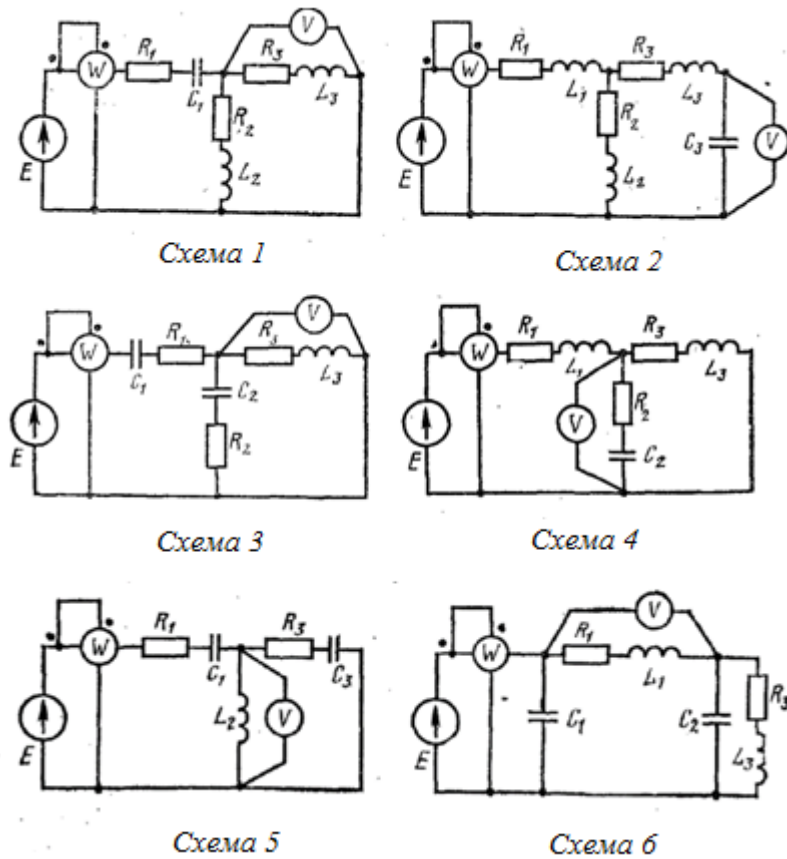 V
R₁ R₃
W
C₁ L₃
R₂
E L₂
Схема 1
R₁ R₃
W
L₁ L₃
R₂
C₃ V
E L₂
Схема 2
V
R₁ R₃
W
C₁ L₃
C₂
R₂
E
Схема 3
R₁ R₃
W
L₁ L₃
R₂
V
C₂
E
Схема 4
R₁ R₃
W
C₁ C₃
L₂ V
E
Схема 5
V
R₁
W
L₁
R₃
C₁ C₂
L₃
E
Схема 6